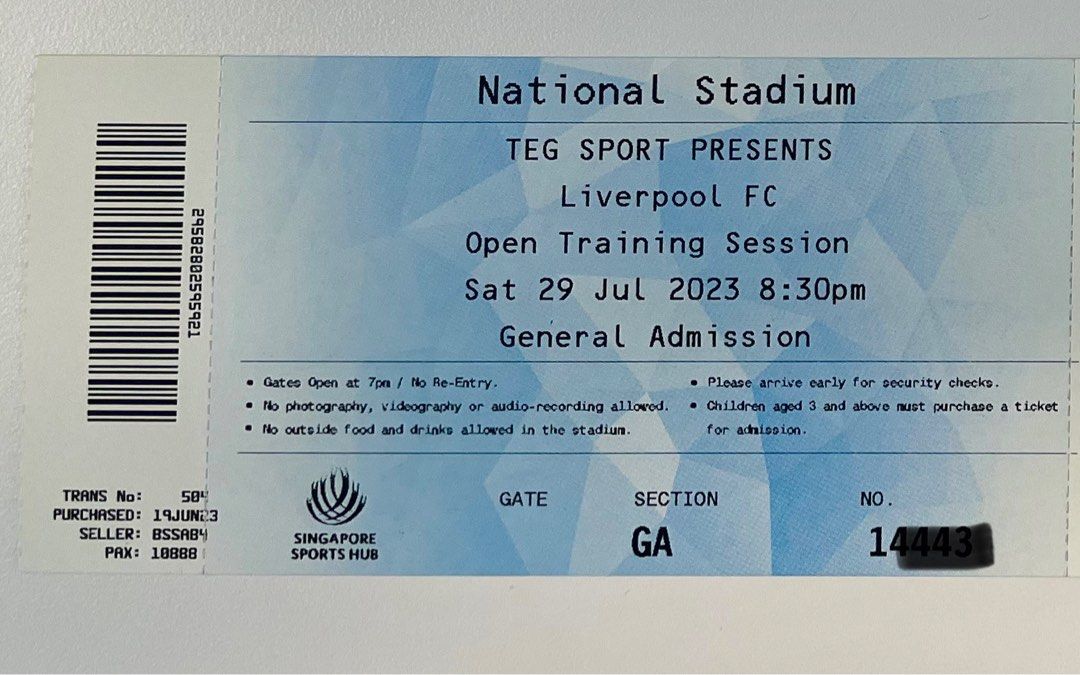 National Stadium
TEG SPORT PRESENTS
Liverpool FC
Open Training Session
Sat 29 Jul 2023 8:30pm
General Admission
29582820595921
• Gates Open at 7pm / No Re-Entry.
• No photography, videography or audio-recording allowed.
• No outside food and drinks allowed in the stadium.
• Please arrive early for security checks.
• Children aged 3 and above must purchase a ticket
for admission.
TRANS No: 504
PURCHASED: 19JUN23
SELLER: BSSAB4
PAX: 10888
SINGAPORE
SPORTS HUB
GATE SECTION NO.
GA